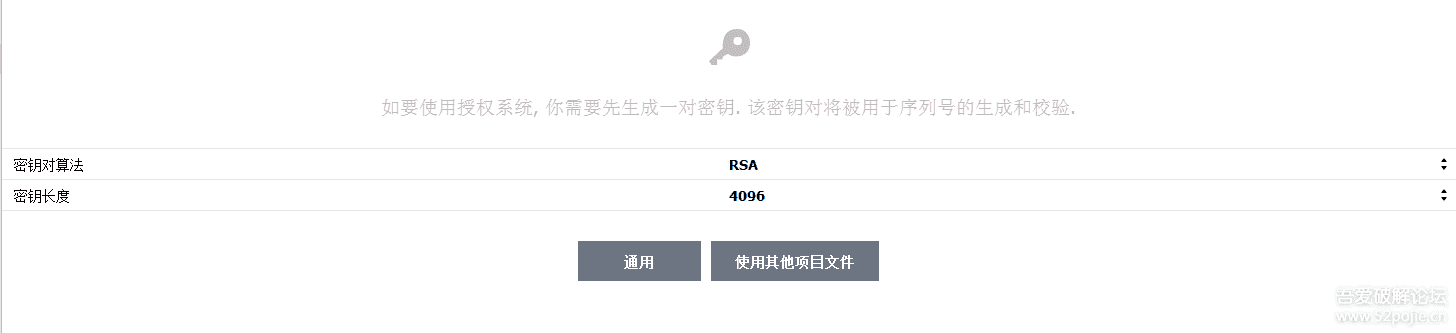 如要使用授权系统, 你需要先生成一对密钥. 该密钥对将被用于序列号的生成和校验.
密钥对算法 RSA
密钥长度 4096
通用 使用其他项目文件
吾爱破解论坛
www.52pojie.cn